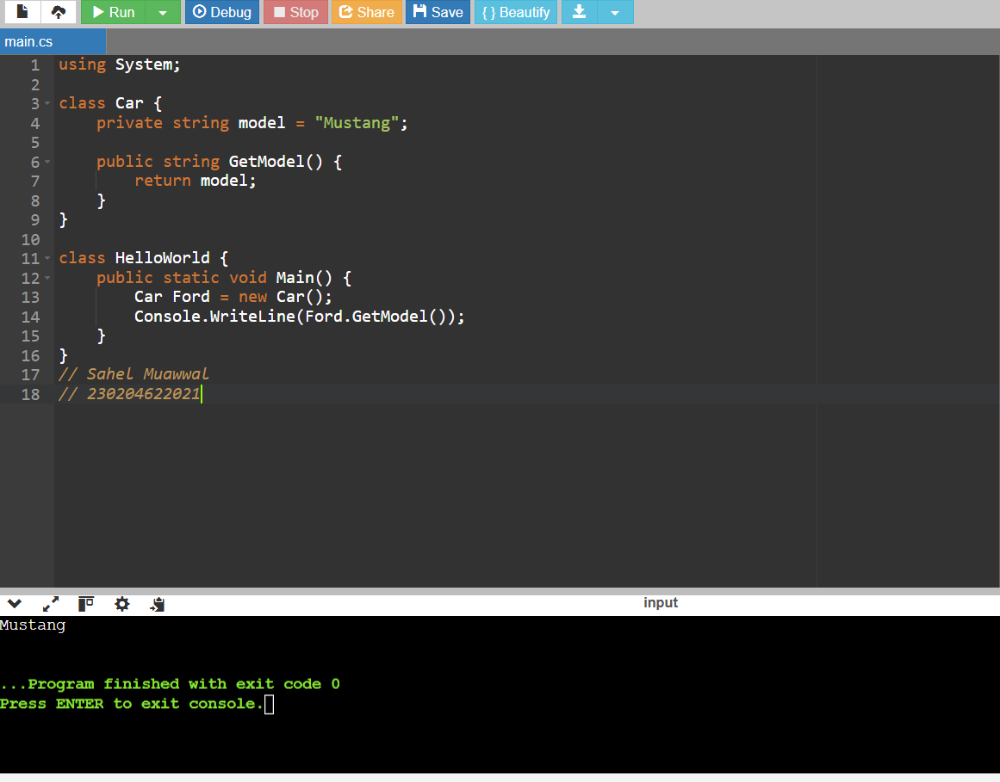 Run Debug Stop Share Save { } Beautify
main.cs
1 using System;
2
3 class Car {
4     private string model = "Mustang";
5
6     public string GetModel() {
7         return model;
8     }
9 }
10
11 class HelloWorld {
12     public static void Main() {
13         Car Ford = new Car();
14         Console.WriteLine(Ford.GetModel());
15     }
16 }
17 // Sahel Muawwal
18 // 230204622021
input
Mustang
...Program finished with exit code 0
Press ENTER to exit console.